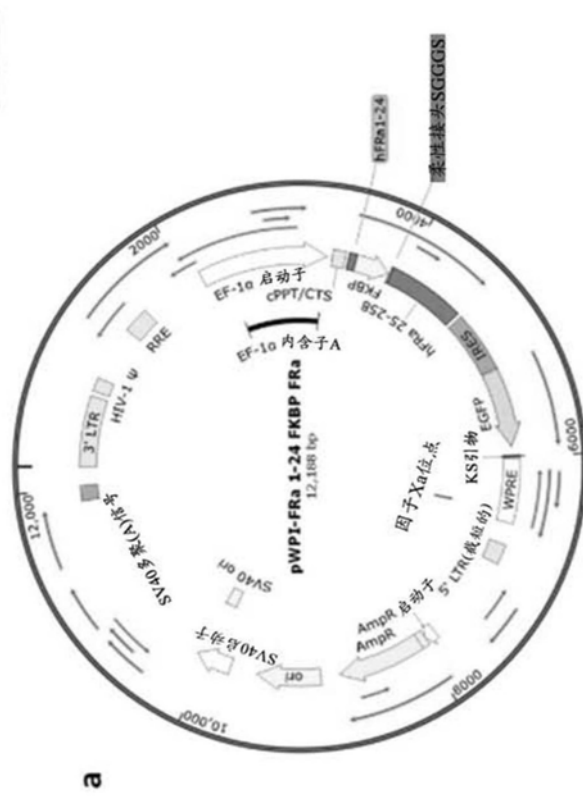 a
pWPI-FRa 1-24 FKBP FRa
12,188 bp
2000
4000
6000
8000
10,000
12,000
3' LTR
HIV-1 Ψ
RRE
EF-1α 启动子
EF-1α 内含子A
cPPT/CTS
hFRa1-24
FKBP
柔性接头SGGGS
hFRa 25-258
IRES
EGFP
KS引物
WPRE
因子Xa位点
5' LTR(截短的)
AmpR 启动子
AmpR
ori
SV40启动子
SV40 ori
SV40多聚(A)信号